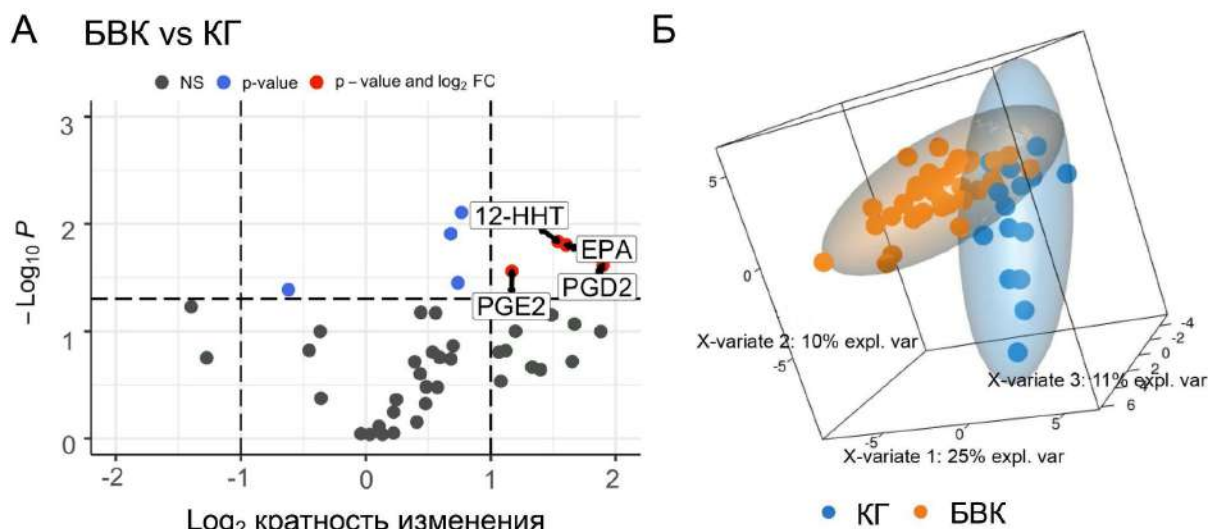 А БВК vs КГ
NS p-value p – value and log₂ FC
3
2
1
0
– Log₁₀ P
12-HHT
EPA
PGD2
PGE2
-2 -1 0 1 2
Log₂ кратность изменения
Б
5
0
-5
X-variate 2: 10% expl. var
-4
-2
0
2
4
6
X-variate 3: 11% expl. var
-5 0 5
X-variate 1: 25% expl. var
КГ БВК